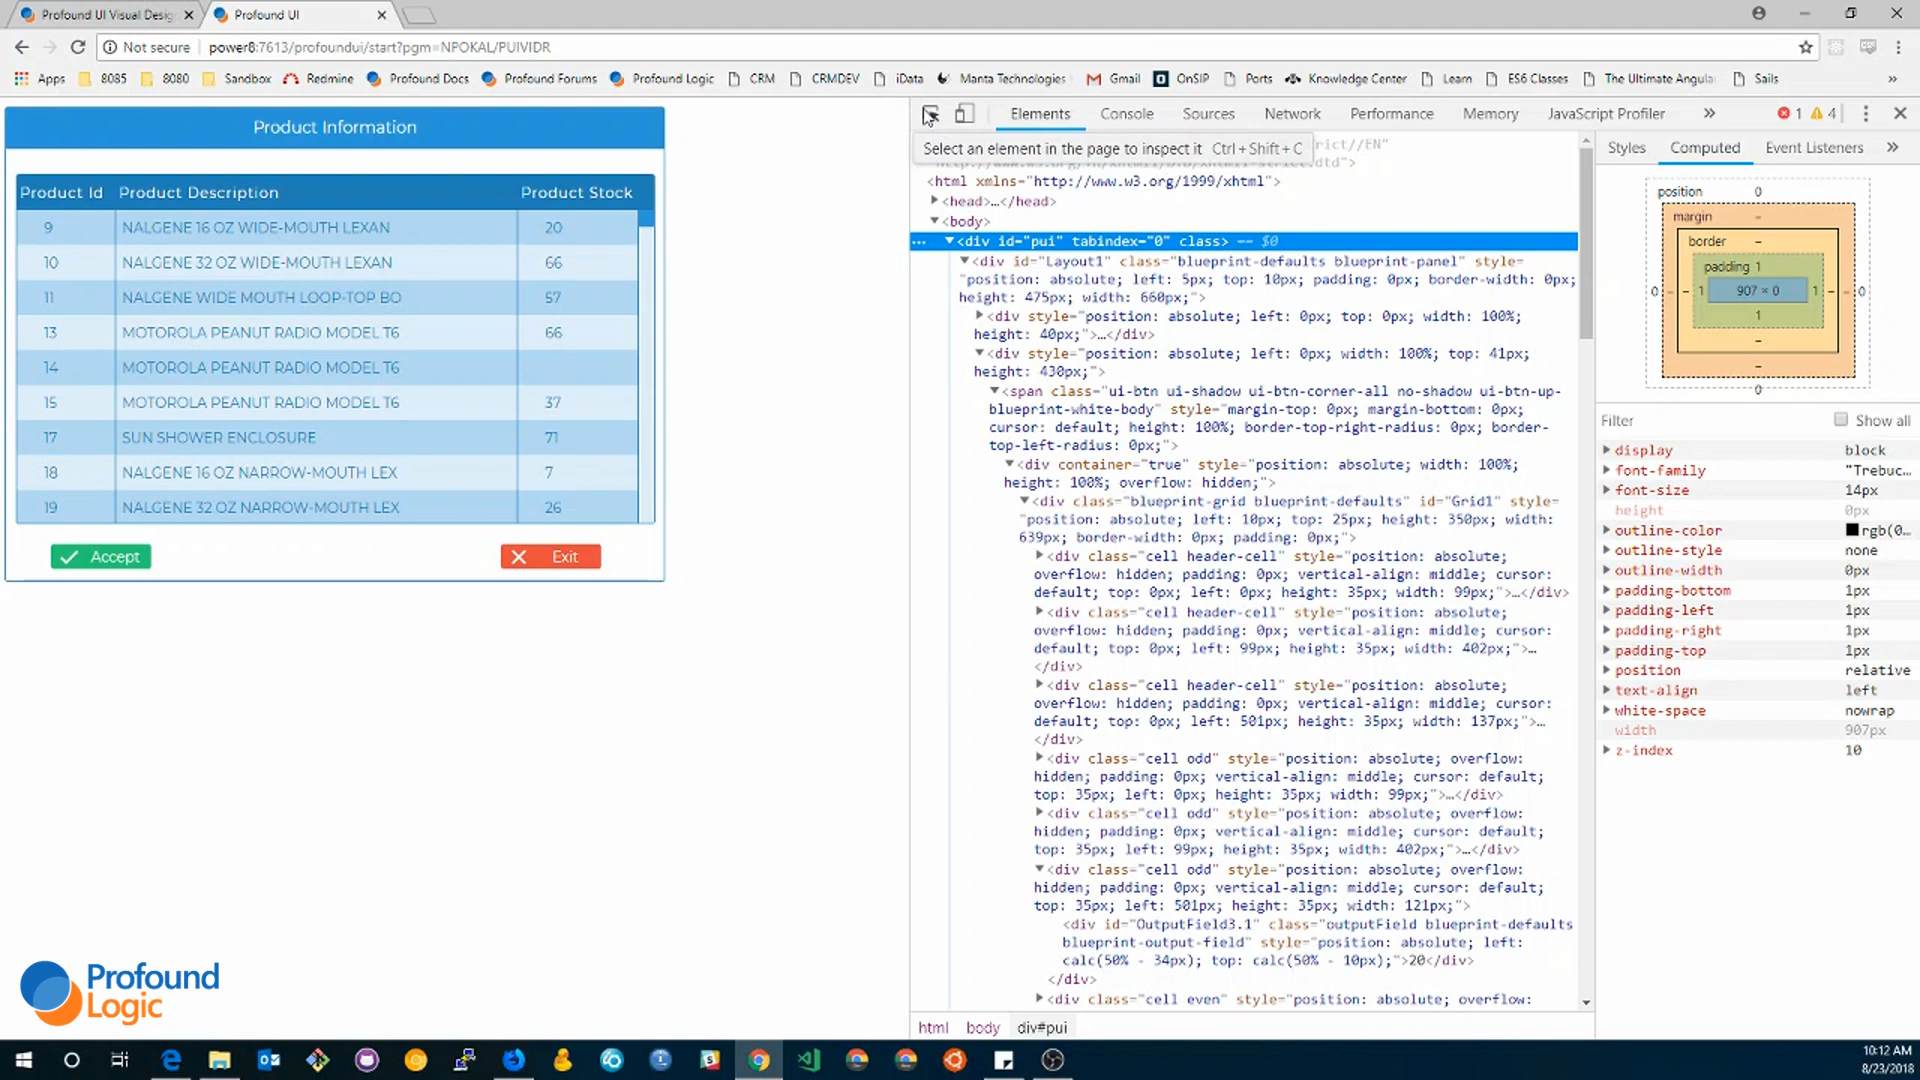 Profound UI Visual Desig
Profound UI
Not secure | power8:7613/profoundui/start?pgm=NPOKAL/PUIVIDR
Apps 8085 8080 Sandbox Redmine Profound Docs Profound Forums Profound Logic CRM CRMDEV iData Manta Technologies Gmail OnSIP Ports Knowledge Center Learn ES6 Classes The Ultimate Angula Sails »
Product Information
Product Id Product Description Product Stock
9 NALGENE 16 OZ WIDE-MOUTH LEXAN 20
10 NALGENE 32 OZ WIDE-MOUTH LEXAN 66
11 NALGENE WIDE MOUTH LOOP-TOP BO 57
13 MOTOROLA PEANUT RADIO MODEL T6 66
14 MOTOROLA PEANUT RADIO MODEL T6
15 MOTOROLA PEANUT RADIO MODEL T6 37
17 SUN SHOWER ENCLOSURE 71
18 NALGENE 16 OZ NARROW-MOUTH LEX 7
19 NALGENE 32 OZ NARROW-MOUTH LEX 26
Accept Exit
Profound
Logic
Elements Console Sources Network Performance Memory JavaScript Profiler » 1 4
Select an element in the page to inspect it Ctrl + Shift + C
<html xmlns="http://www.w3.org/1999/xhtml">
<head>…</head>
<body>
… <div id="pui" tabindex="0" class> == $0
<div id="Layout1" class="blueprint-defaults blueprint-panel" style=
"position: absolute; left: 5px; top: 10px; padding: 0px; border-width: 0px;
height: 475px; width: 660px;">
<div style="position: absolute; left: 0px; top: 0px; width: 100%;
height: 40px;">…</div>
<div style="position: absolute; left: 0px; width: 100%; top: 41px;
height: 430px;">
<span class="ui-btn ui-shadow ui-btn-corner-all no-shadow ui-btn-up-
blueprint-white-body" style="margin-top: 0px; margin-bottom: 0px;
cursor: default; height: 100%; border-top-right-radius: 0px; border-
top-left-radius: 0px;">
<div container="true" style="position: absolute; width: 100%;
height: 100%; overflow: hidden;">
<div class="blueprint-grid blueprint-defaults" id="Grid1" style=
"position: absolute; left: 10px; top: 25px; height: 350px; width:
639px; border-width: 0px; padding: 0px;">
<div class="cell header-cell" style="position: absolute;
overflow: hidden; padding: 0px; vertical-align: middle; cursor:
default; top: 0px; left: 0px; height: 35px; width: 99px;">…</div>
<div class="cell header-cell" style="position: absolute;
overflow: hidden; padding: 0px; vertical-align: middle; cursor:
default; top: 0px; left: 99px; height: 35px; width: 402px;">…
</div>
<div class="cell header-cell" style="position: absolute;
overflow: hidden; padding: 0px; vertical-align: middle; cursor:
default; top: 0px; left: 501px; height: 35px; width: 137px;">…
</div>
<div class="cell odd" style="position: absolute; overflow:
hidden; padding: 0px; vertical-align: middle; cursor: default;
top: 35px; left: 0px; height: 35px; width: 99px;">…</div>
<div class="cell odd" style="position: absolute; overflow:
hidden; padding: 0px; vertical-align: middle; cursor: default;
top: 35px; left: 99px; height: 35px; width: 402px;">…</div>
<div class="cell odd" style="position: absolute; overflow:
hidden; padding: 0px; vertical-align: middle; cursor: default;
top: 35px; left: 501px; height: 35px; width: 121px;">
<div id="OutputField3.1" class="outputField blueprint-defaults
blueprint-output-field" style="position: absolute; left:
calc(50% - 34px); top: calc(50% - 10px);">20</div>
</div>
<div class="cell even" style="position: absolute; overflow:
html body div#pui
Styles Computed Event Listeners »
position 0
margin -
border -
padding 1
0 - - 1 907 × 0 1 - - 0
1
-
-
0
Filter Show all
display block
font-family "Trebuc…
font-size 14px
height 0px
outline-color rgb(0…
outline-style none
outline-width 0px
padding-bottom 1px
padding-left 1px
padding-right 1px
padding-top 1px
position relative
text-align left
white-space nowrap
width 907px
z-index 10
10:12 AM
8/23/2018